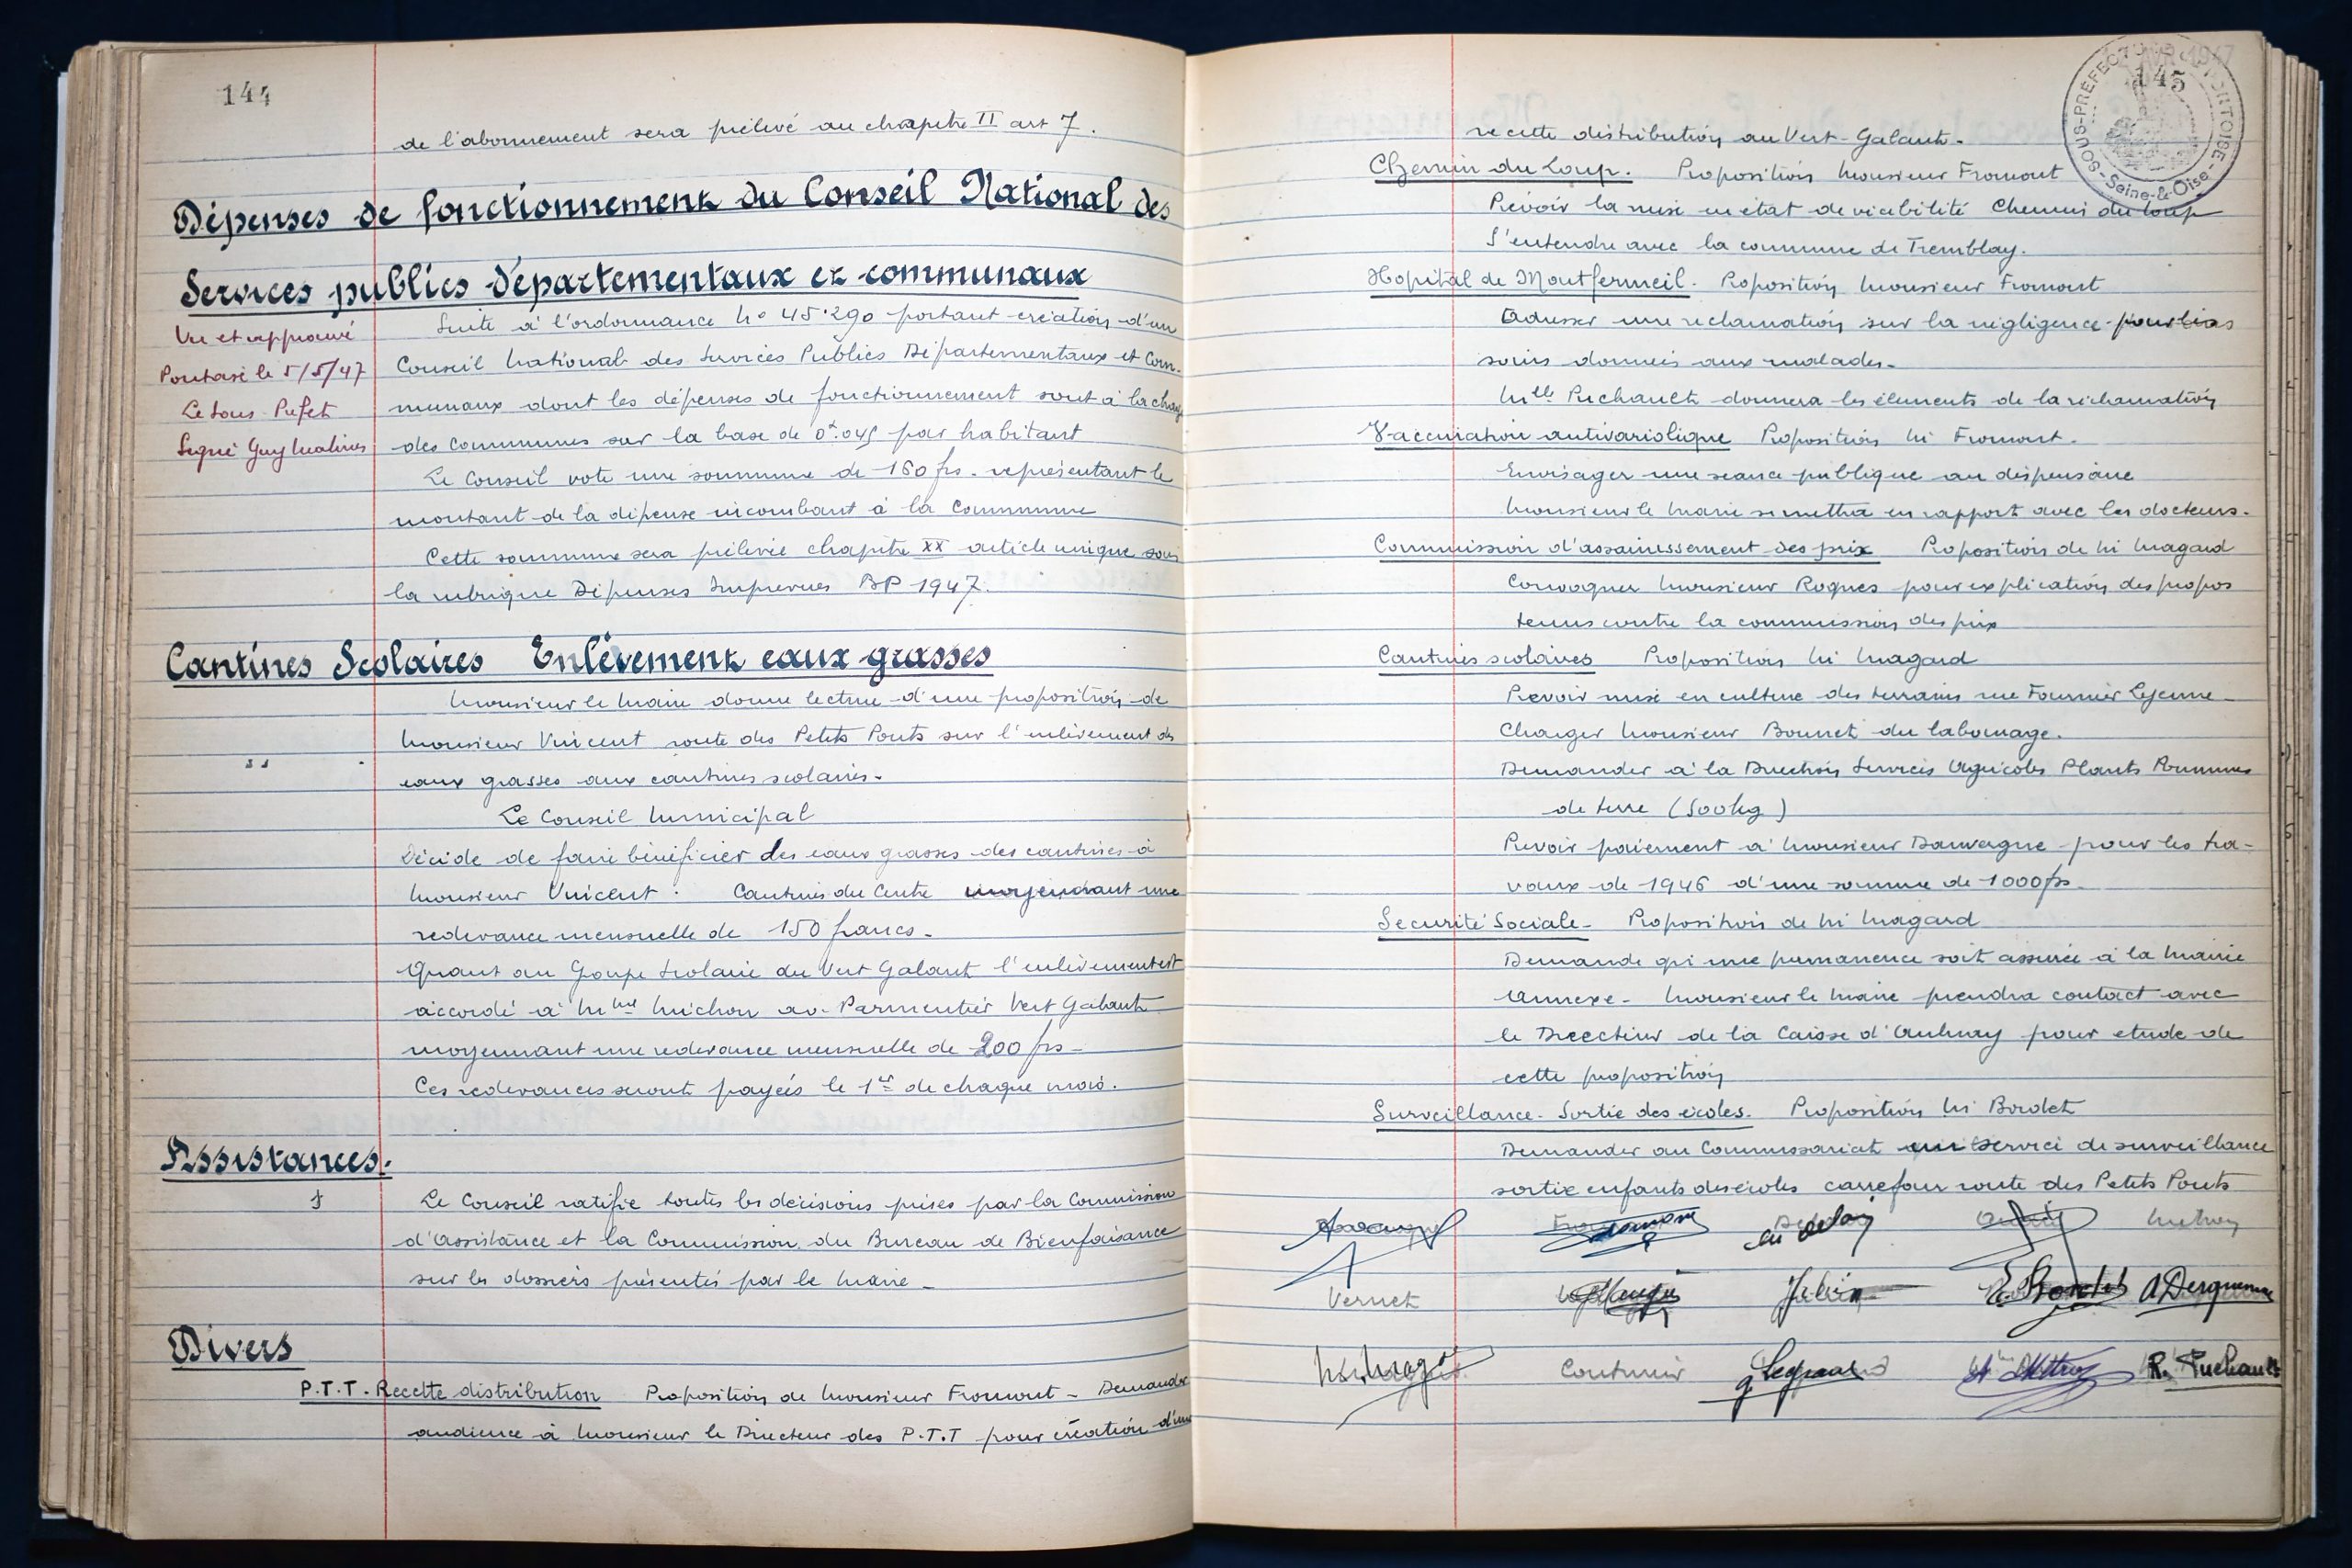 144
de l'abonnement sera prélevé au chapitre II art 7.
Dépenses de fonctionnement du Conseil National des
Services publics départementaux et communaux
Vu et approuvé
Pontoise le 5/5/47
Le Sous-Préfet
Signé Guy
Suite à l'ordonnance No 45.290 portant création d'un
Conseil National des Services Publics Départementaux et Com-
munaux dont les dépenses de fonctionnement sont à la charge
des communes sur la base de 0f.045 par habitant
Le Conseil vote une somme de 160 frs - représentant le
montant de la dépense incombant à la Commune
Cette somme sera prélevée chapitre XX article unique sous
la rubrique Dépenses Imprévues BP 1947.
Cantines Scolaires Enlèvement eaux grasses
Monsieur le Maire donne lecture d'une proposition de
Monsieur Vincent route des Petits Ponts sur l'enlèvement des
eaux grasses aux cantines scolaires.
Le Conseil Municipal
Décide de faire bénéficier des eaux grasses des cantines à
Monsieur Vincent : Cantines du Centre moyennant une
redevance mensuelle de 150 francs.
Quant au Goupe Scolaire du Vert Galant l'enlèvement est
accordé à Mme Michon av. Parmentier Vert Galant
moyennant une redevance mensuelle de 200 frs -
Ces redevances seront payées le 1er de chaque mois.
Assistances.
Le Conseil ratifie toutes les décisions prises par la Commission
d'Assistance et la Commission du Bureau de Bienfaisance
sur les dossiers présentés par le Maire -
Divers
P.T.T. Recette distribution Proposition de Monsieur Fromont - Demander
audience à Monsieur le Directeur des P.T.T pour création d'une
145
SOUS-PRÉFECTURE PONTOISE
Seine-&-Oise
1947
recette distribution au Vert-Galant.
Chemin du Loup. Proposition Monsieur Fromont
Prévoir la mise en état de viabilité Chemin du Loup
S'entendre avec la commune de Tremblay.
Hopital de Montfermeil. Proposition Monsieur Fromont
Adresser une réclamation sur la négligence pour les
soins donnés aux malades.
Mlle Puchault donnera les éléments de la réclamation
Vaccination antivariolique Proposition M Fromont.
Envisager une séance publique au dispensaire
Monsieur le Maire se mettra en rapport avec les docteurs.
Commission d'assainissement des prix Proposition de M Magard
Convoquer Monsieur Roques pour explication des propos
tenus contre la commission des prix
Cantines scolaires Proposition M Magard
Prévoir mise en culture des terrains rue Fournier Lejeune -
Charger Monsieur Bonnet du labourage.
Demander à la Direction Services Agricoles Plants Pommes
de terre (500kg)
Prévoir paiement à Monsieur Dauvergne pour les tra-
vaux de 1946 d'une somme de 1000 frs.
Sécurité Sociale - Proposition de M Magard
Demande qu'une permanence soit assurée à la Mairie
Annexe - Monsieur le Maire prendra contact avec
le Directeur de la Caisse d'Aulnay pour étude de
cette proposition
Surveillance - Sortie des écoles. Proposition M Bordet
Demander au Commissariat un Service de surveillance
sortie enfants des écoles carrefour route des Petits Ponts
Vernet Bordet A Derguenne
Legrand R. Puchault